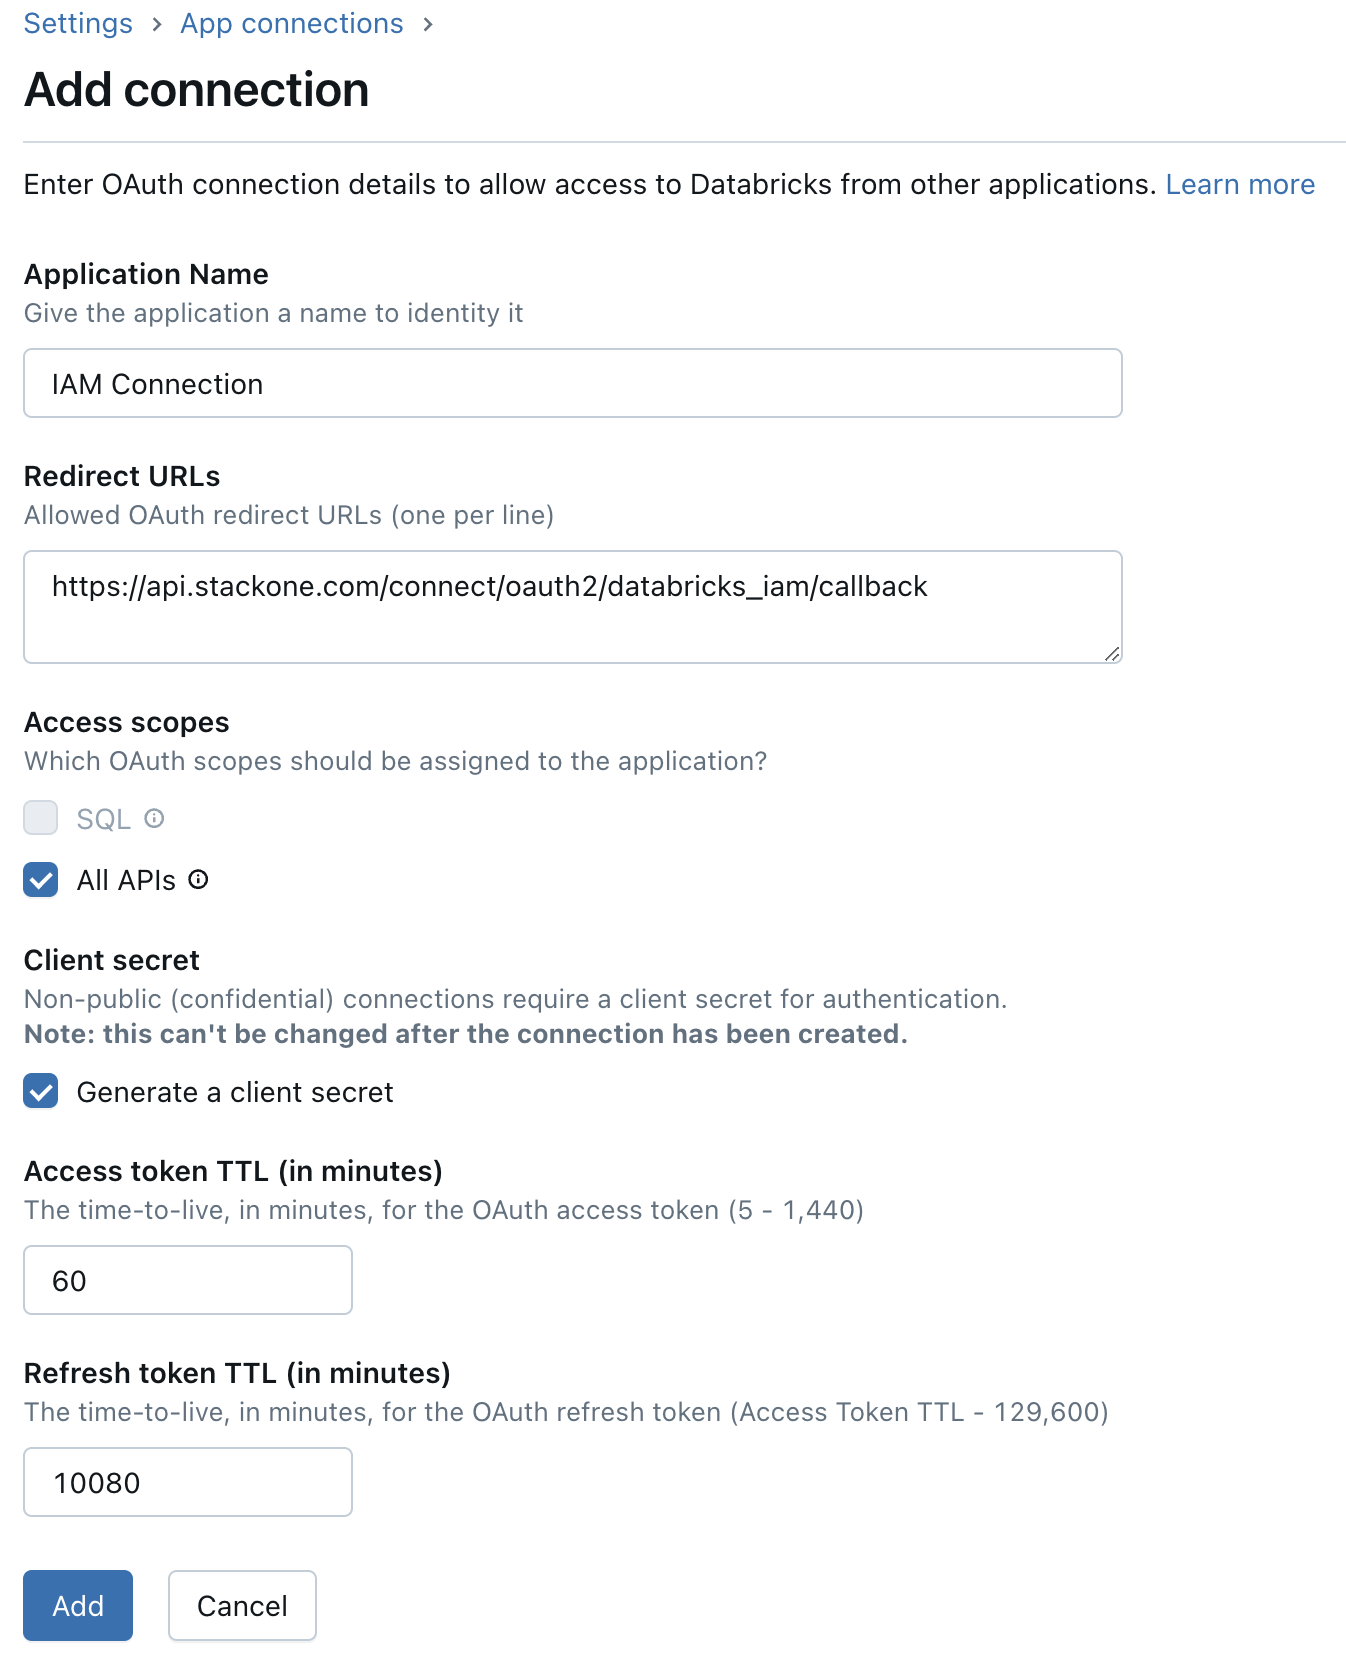 Settings > App connections >
Add connection
Enter OAuth connection details to allow access to Databricks from other applications. Learn more
Application Name
Give the application a name to identity it
IAM Connection
Redirect URLs
Allowed OAuth redirect URLs (one per line)
https://api.stackone.com/connect/oauth2/databricks_iam/callback
Access scopes
Which OAuth scopes should be assigned to the application?
SQL
All APIs
Client secret
Non-public (confidential) connections require a client secret for authentication.
Note: this can't be changed after the connection has been created.
Generate a client secret
Access token TTL (in minutes)
The time-to-live, in minutes, for the OAuth access token (5 - 1,440)
60
Refresh token TTL (in minutes)
The time-to-live, in minutes, for the OAuth refresh token (Access Token TTL - 129,600)
10080
Add Cancel